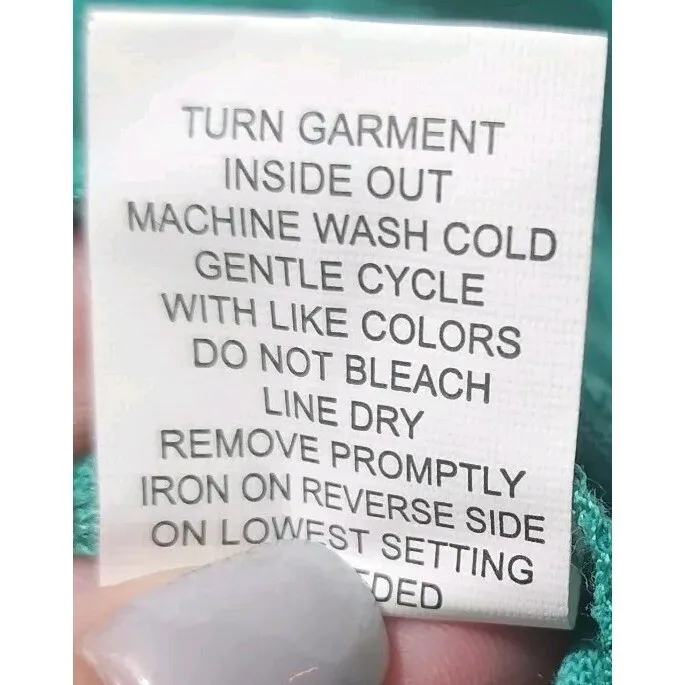 TURN GARMENT
INSIDE OUT
MACHINE WASH COLD
GENTLE CYCLE
WITH LIKE COLORS
DO NOT BLEACH
LINE DRY
REMOVE PROMPTLY
IRON ON REVERSE SIDE
ON LOWEST SETTING